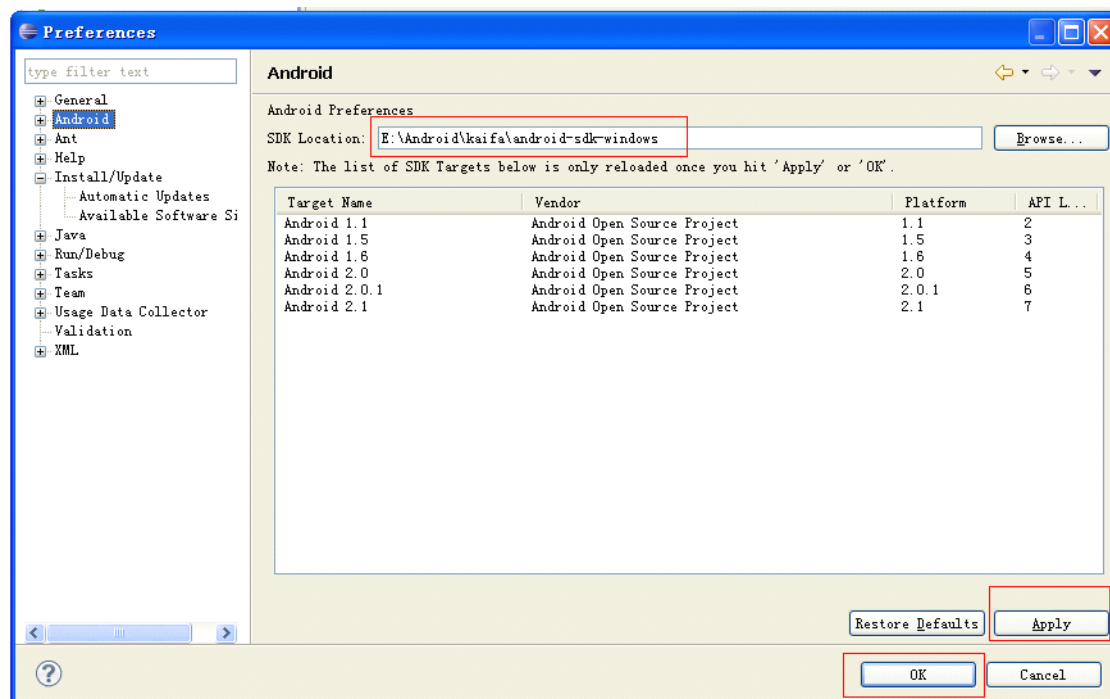 Preferences
type filter text
General
Android
Ant
Help
Install/Update
Automatic Updates
Available Software Si
Java
Run/Debug
Tasks
Team
Usage Data Collector
Validation
XML
Android
Android Preferences
SDK Location: E:\Android\kaifa\android-sdk-windows Browse...
Note: The list of SDK Targets below is only reloaded once you hit 'Apply' or 'OK'.
Target Name Vendor Platform API L...
Android 1.1 Android Open Source Project 1.1 2
Android 1.5 Android Open Source Project 1.5 3
Android 1.6 Android Open Source Project 1.6 4
Android 2.0 Android Open Source Project 2.0 5
Android 2.0.1 Android Open Source Project 2.0.1 6
Android 2.1 Android Open Source Project 2.1 7
Restore Defaults Apply
? OK Cancel